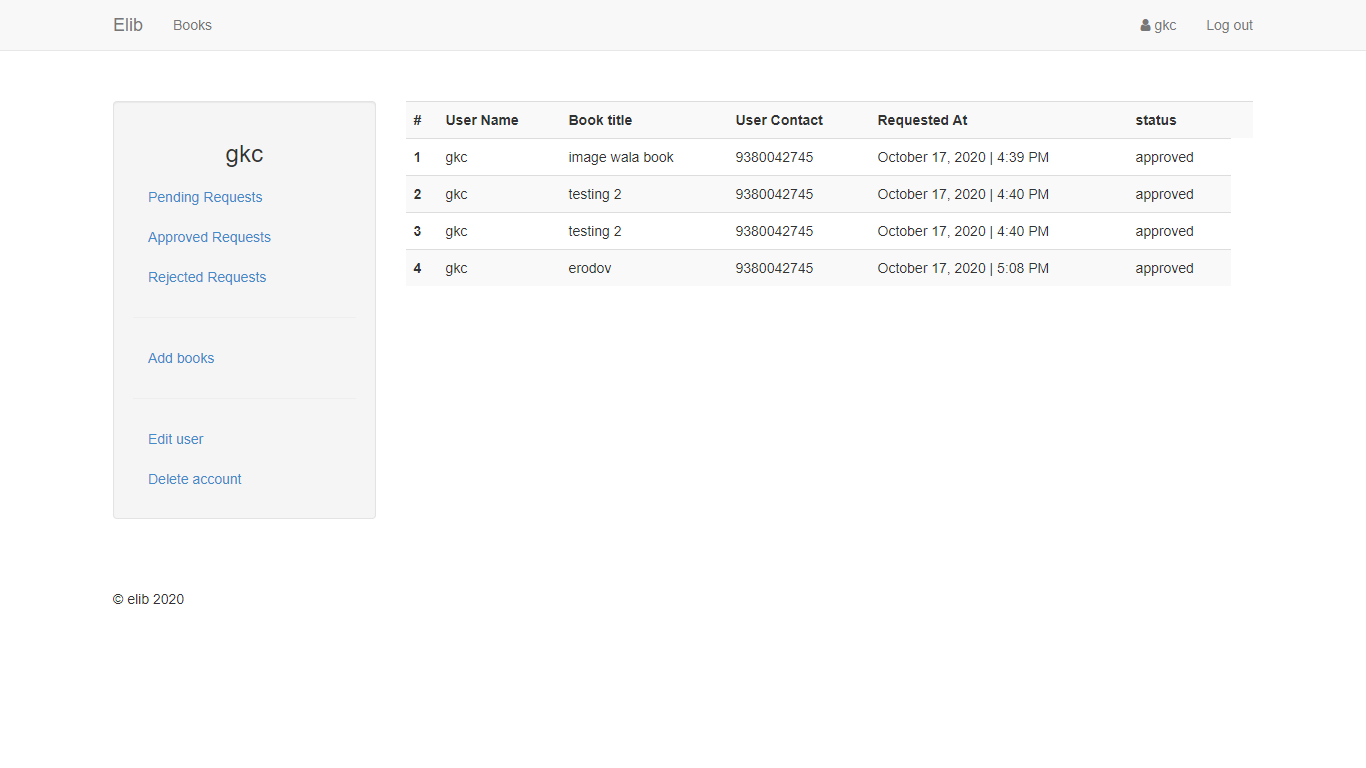 Elib Books gkc Log out
gkc
Pending Requests
Approved Requests
Rejected Requests
Add books
Edit user
Delete account
# User Name Book title User Contact Requested At status
1 gkc image wala book 9380042745 October 17, 2020 | 4:39 PM approved
2 gkc testing 2 9380042745 October 17, 2020 | 4:40 PM approved
3 gkc testing 2 9380042745 October 17, 2020 | 4:40 PM approved
4 gkc erodov 9380042745 October 17, 2020 | 5:08 PM approved
© elib 2020